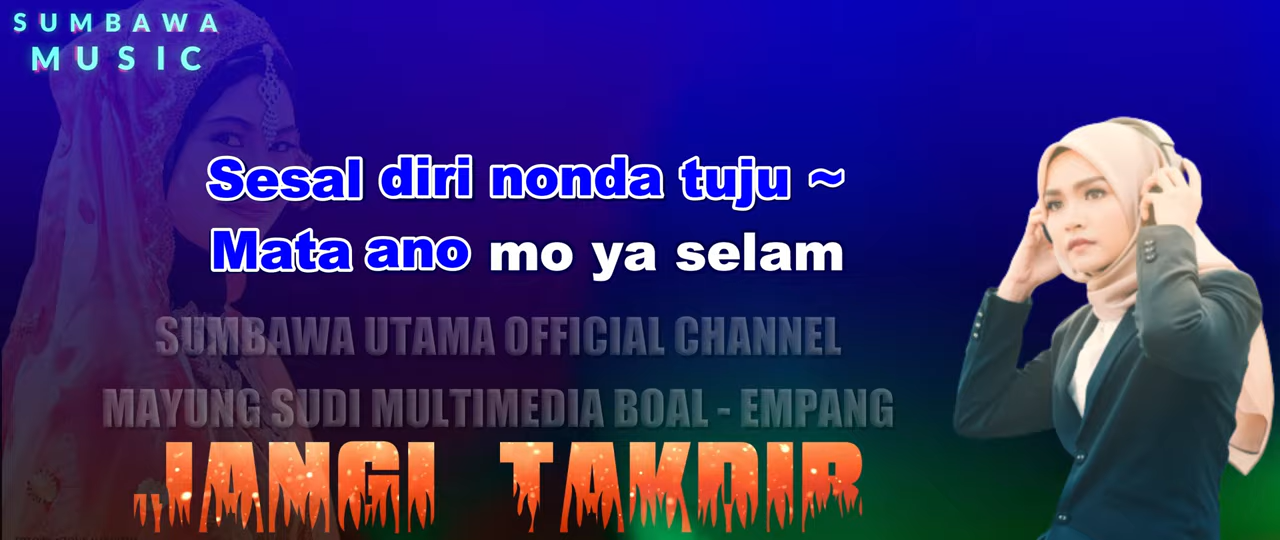 SUMBAWA
MUSIC
Sesal diri nonda tuju ~
Mata ano mo ya selam
SUMBAWA UTAMA OFFICIAL CHANNEL
MAYUNG SUDI MULTIMEDIA BOAL - EMPANG
JANGI TAKDIR